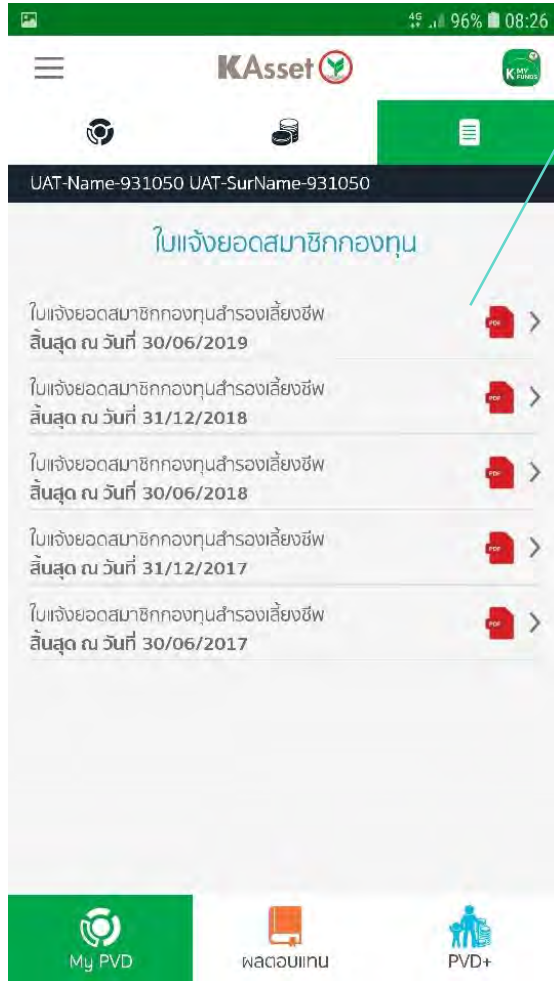 4G 96% 08:26
KAsset
K MY FUNDS
UAT-Name-931050 UAT-SurName-931050
ใบแจ้งยอดสมาชิกกองทุน
ใบแจ้งยอดสมาชิกกองทุนสำรองเลี้ยงชีพ
PDF
สิ้นสุด ณ วันที่ 30/06/2019
ใบแจ้งยอดสมาชิกกองทุนสำรองเลี้ยงชีพ
PDF
สิ้นสุด ณ วันที่ 31/12/2018
ใบแจ้งยอดสมาชิกกองทุนสำรองเลี้ยงชีพ
PDF
สิ้นสุด ณ วันที่ 30/06/2018
ใบแจ้งยอดสมาชิกกองทุนสำรองเลี้ยงชีพ
PDF
สิ้นสุด ณ วันที่ 31/12/2017
ใบแจ้งยอดสมาชิกกองทุนสำรองเลี้ยงชีพ
PDF
สิ้นสุด ณ วันที่ 30/06/2017
My PVD
ผลตอบแทน
PVD+